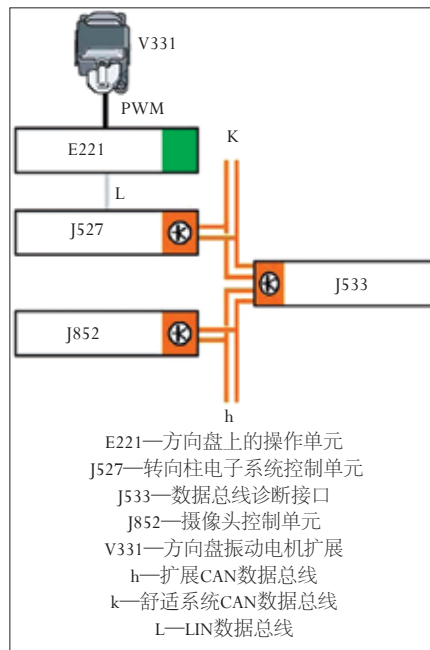 V331
PWM
E221
K
L
J527
J533
J852
h
E221—方向盘上的操作单元
J527—转向柱电子系统控制单元
J533—数据总线诊断接口
J852—摄像头控制单元
V331—方向盘振动电机扩展
h—扩展CAN数据总线
k—舒适系统CAN数据总线
L—LIN数据总线